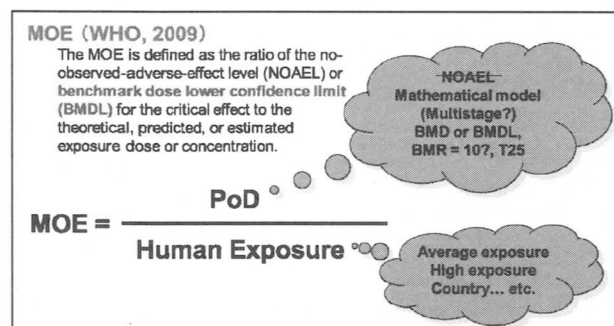 MOE (WHO, 2009)
The MOE is defined as the ratio of the no-
observed-adverse-effect level (NOAEL) or
benchmark dose lower confidence limit
(BMDL) for the critical effect to the
theoretical, predicted, or estimated
exposure dose or concentration.
NOAEL
Mathematical model
(Multistage?)
BMD or BMDL,
BMR = 10?, T25
MOE =
PoD
Human Exposure
Average exposure
High exposure
Country... etc.